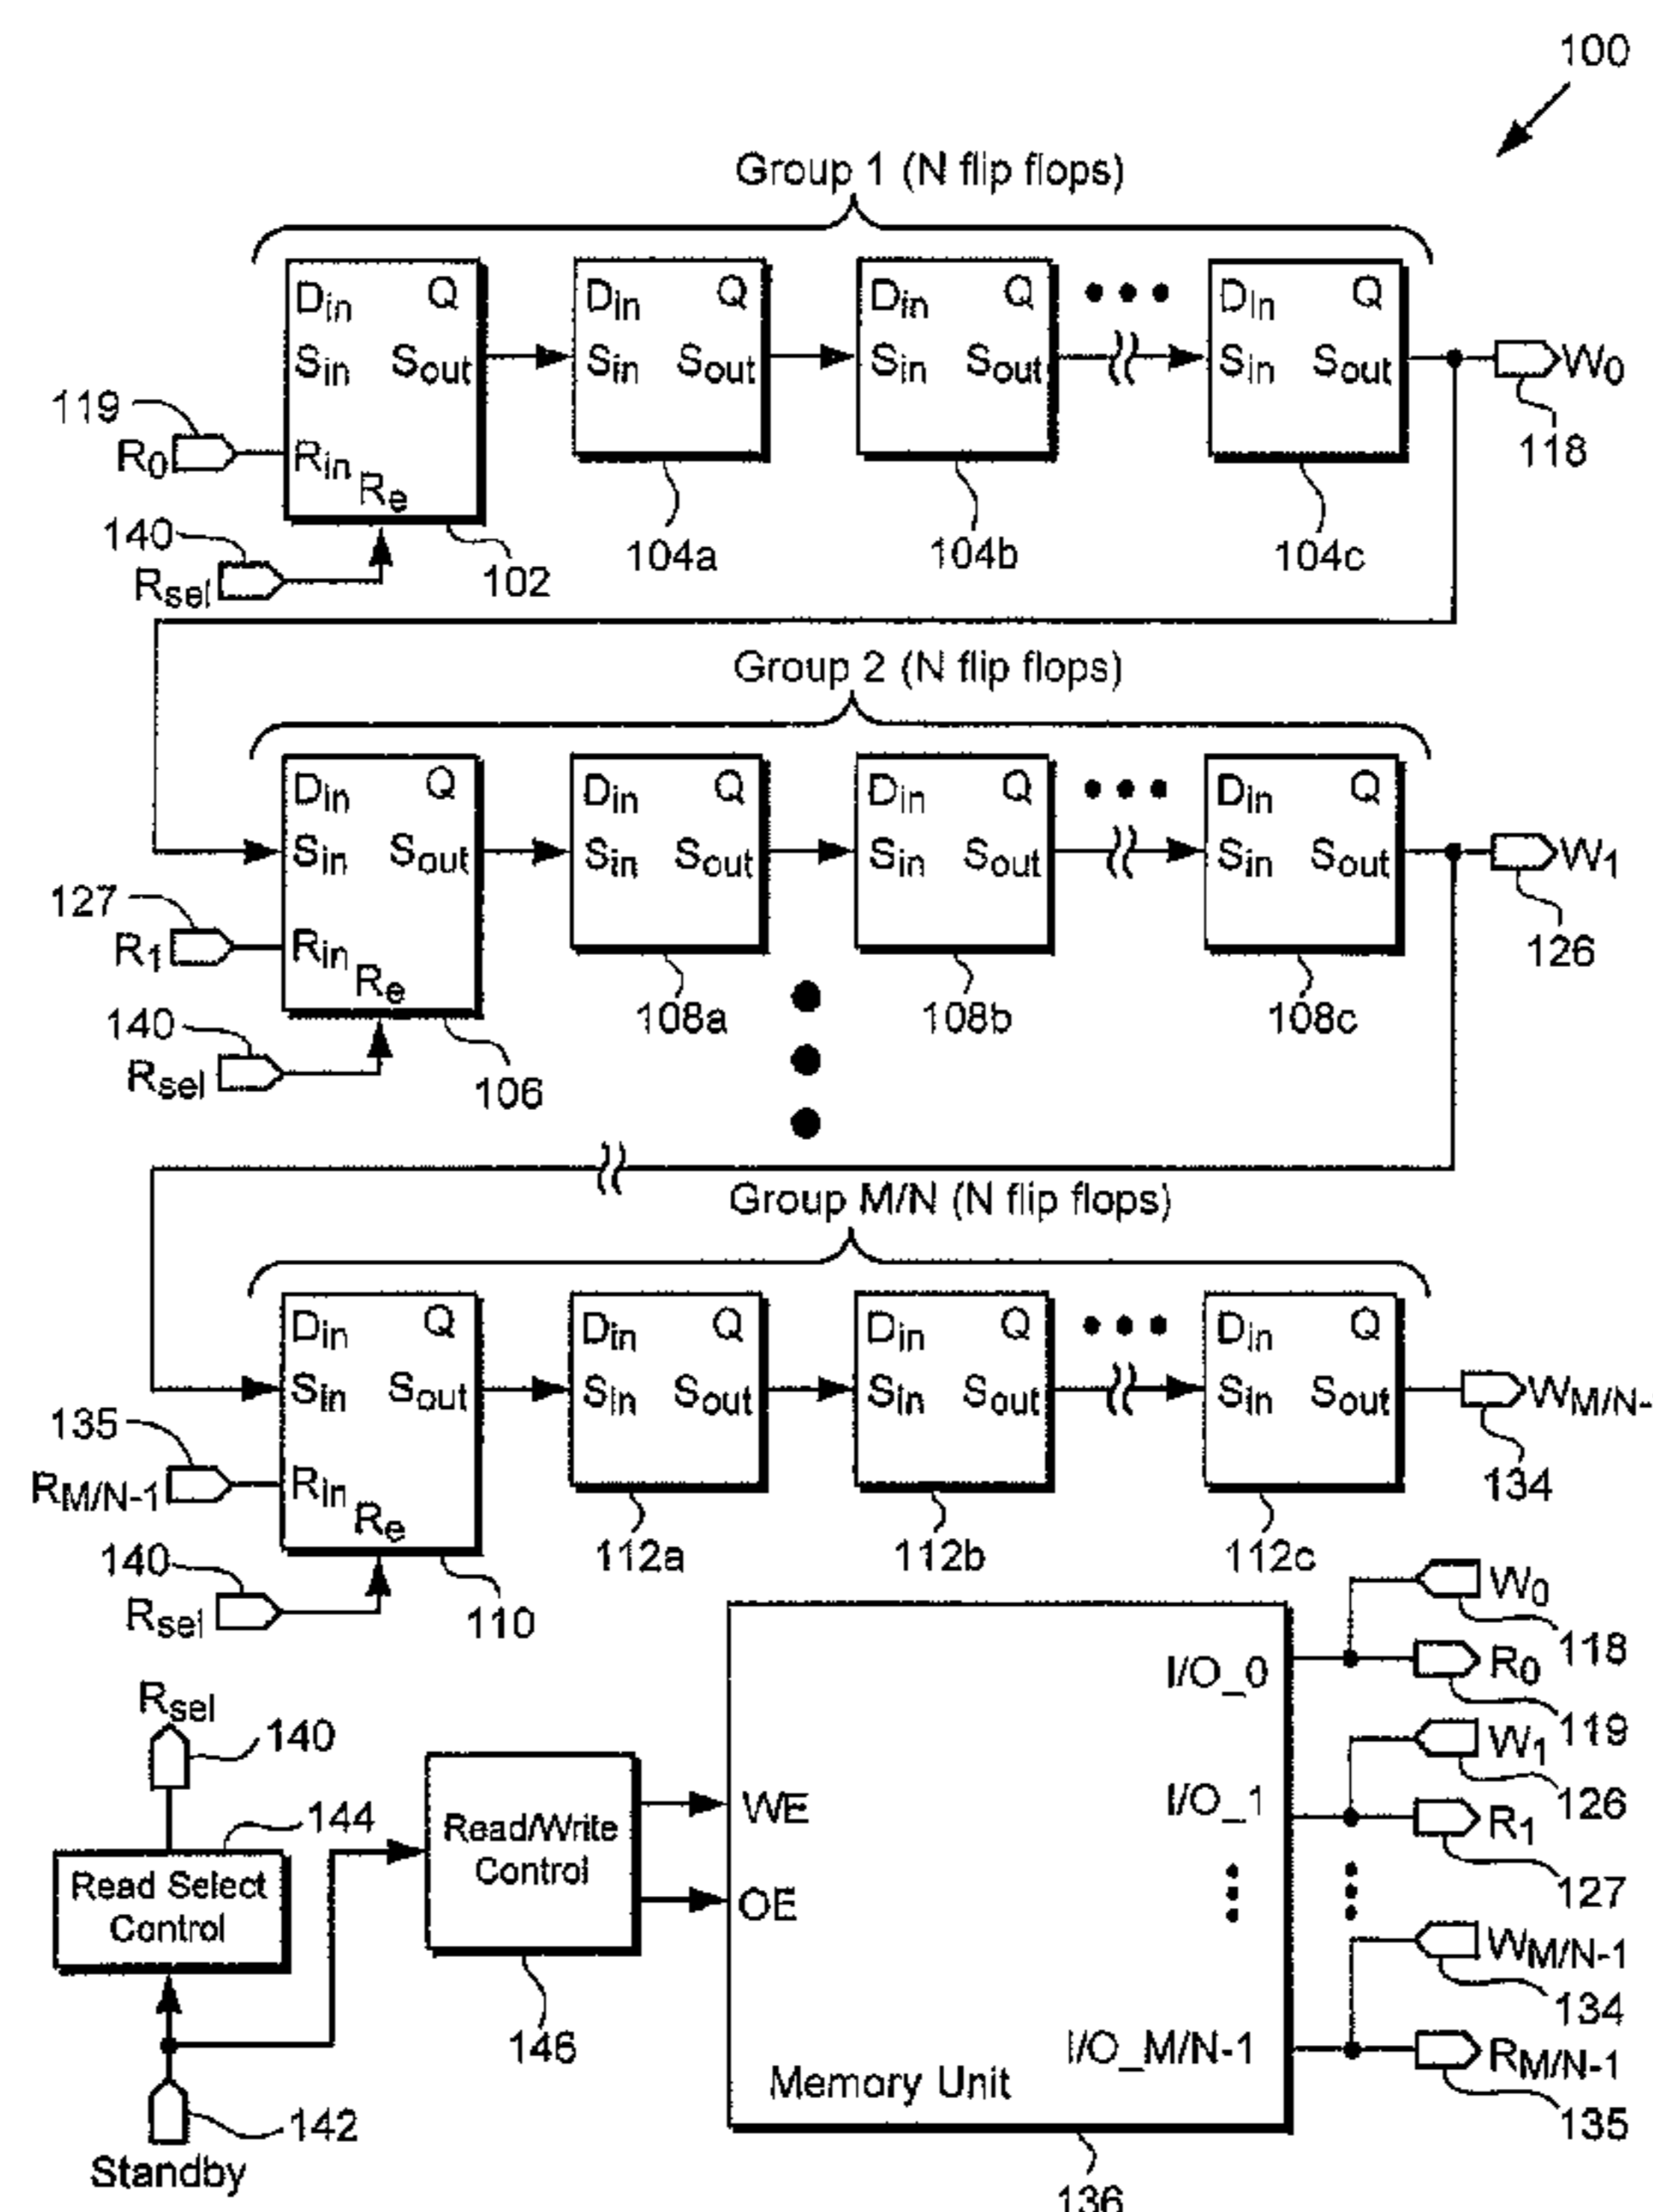 100
Group 1 (N flip flops)
Din Q Din Q Din Q Din Q
Sin Sout Sin Sout Sin Sout Sin Sout W0
119
R0 Rin 118
Re
140 104a 104b 104c
Rsel 102
Group 2 (N flip flops)
Din Q Din Q Din Q Din Q
Sin Sout Sin Sout Sin Sout Sin Sout W1
127
R1 Rin 126
Re
140 108a 108b 108c
Rsel 106
Group M/N (N flip flops)
Din Q Din Q Din Q Din Q
Sin Sout Sin Sout Sin Sout Sin Sout WM/N-
135
RM/N-1 Rin 134
Re
140 112a 112b 112c
Rsel 110
W0
118
I/O_0 R0
119
Rsel
140
W1
126
I/O_1 R1
127
144
Read/Write
Control
WE
OE
Read Select
Control
146
WM/N-1
134
I/O_M/N-1 RM/N-1
135
Memory Unit
142
Standby
136